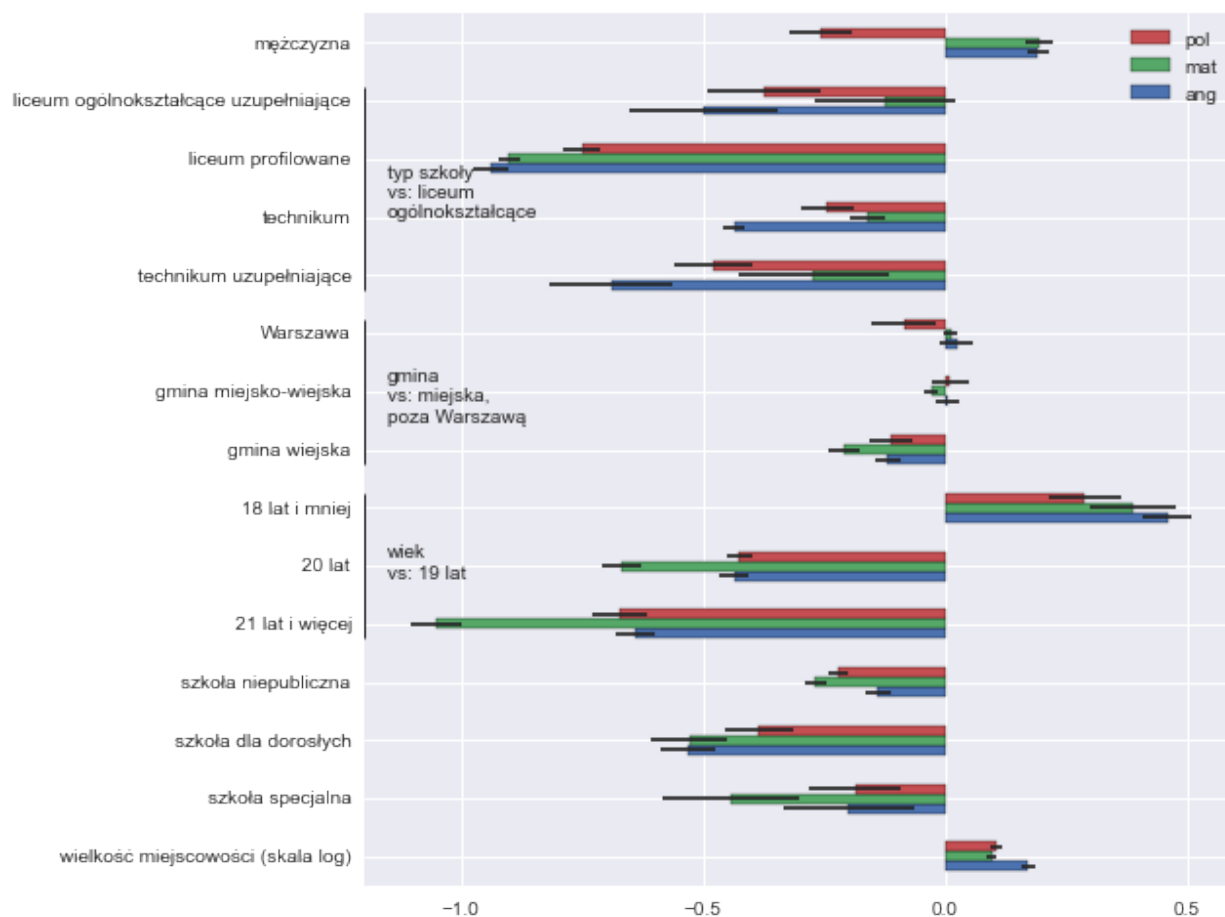 mężczyzna
liceum ogólnokształcące uzupełniające
liceum profilowane
technikum
technikum uzupełniające
Warszawa
gmina miejsko-wiejska
gmina wiejska
18 lat i mniej
20 lat
21 lat i więcej
szkoła niepubliczna
szkoła dla dorosłych
szkoła specjalna
wielkość miejscowości (skala log)
typ szkoły
vs: liceum
ogólnokształcące
gmina
vs: miejska,
poza Warszawą
wiek
vs: 19 lat
pol
mat
ang
−1.0
−0.5
0.0
0.5